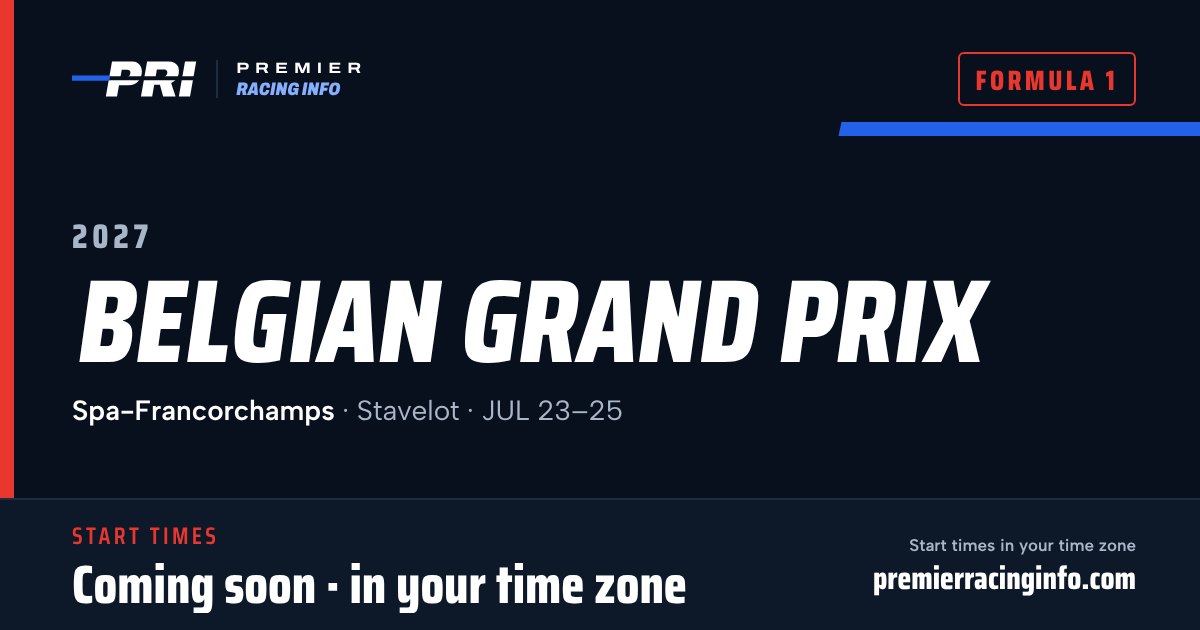 PRI
PREMIER
RACING INFO
FORMULA 1
2027
BELGIAN GRAND PRIX
Spa-Francorchamps · Stavelot · JUL 23–25
START TIMES
Coming soon · in your time zone
Start times in your time zone
premierracinginfo.com